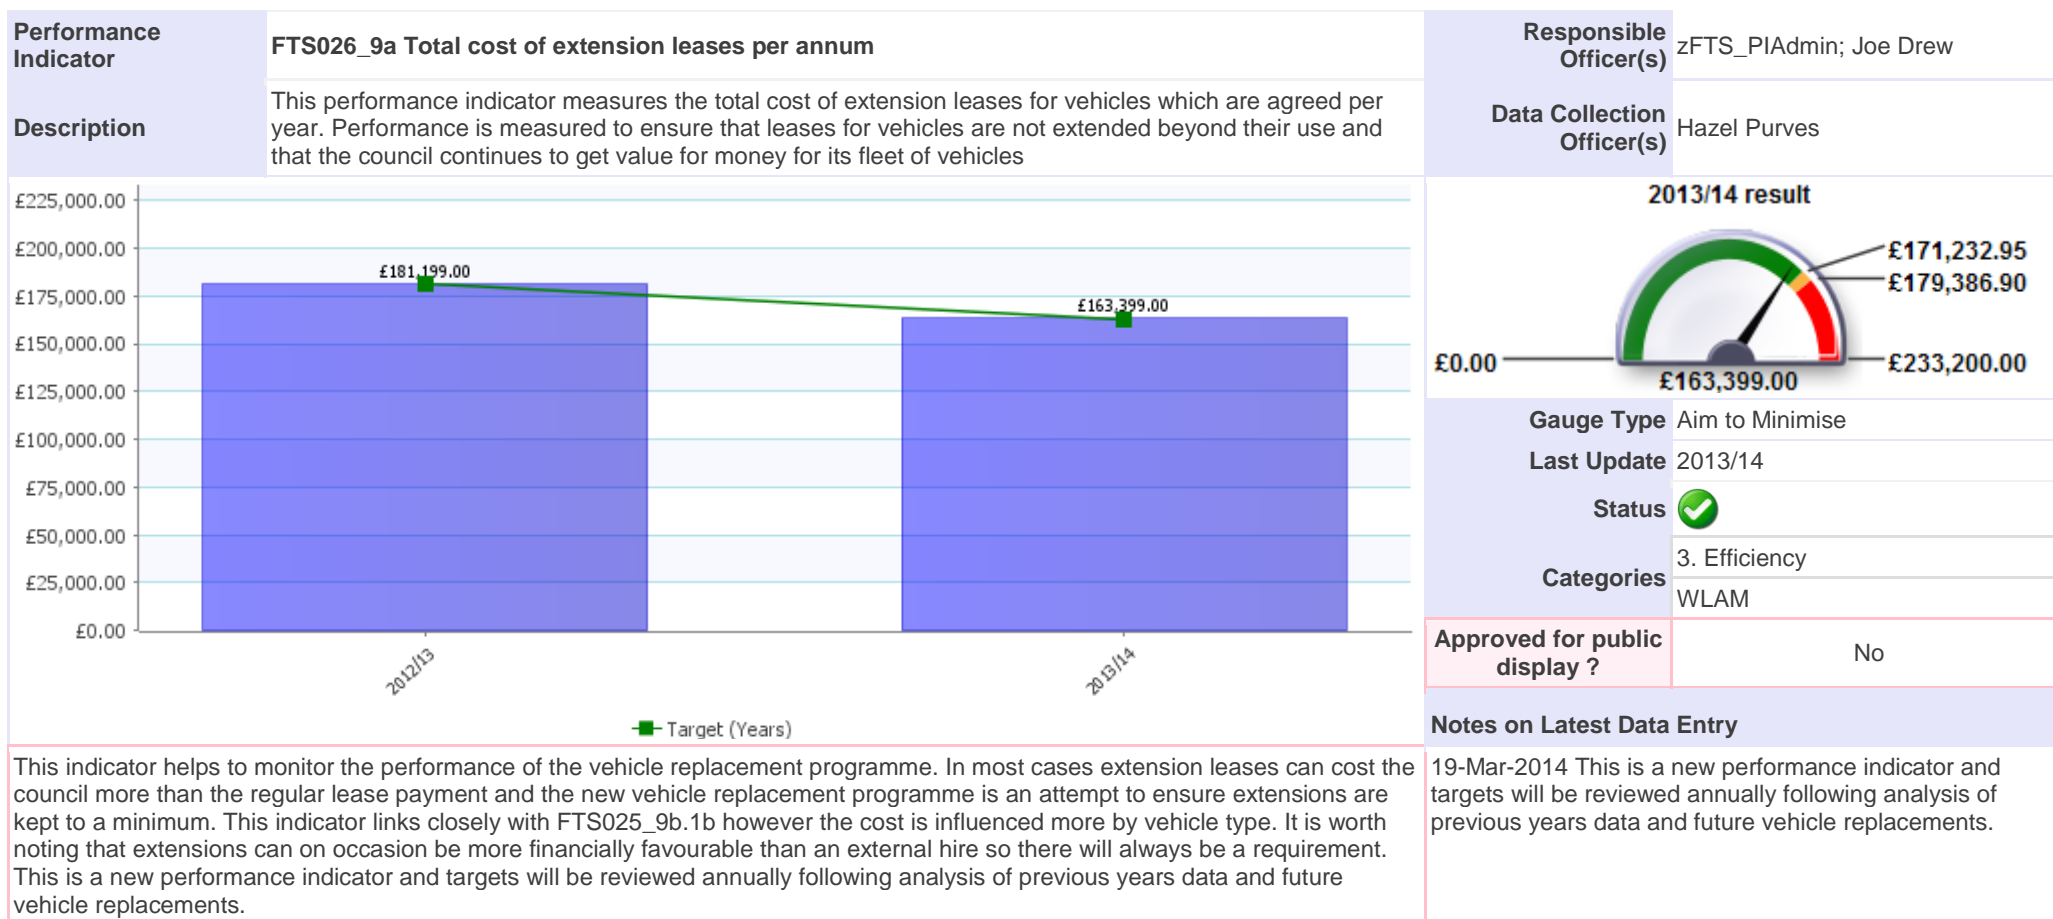 Performance
Indicator
FTS026_9a Total cost of extension leases per annum
Responsible
Officer(s)
zFTS_PIAdmin; Joe Drew
Description
This performance indicator measures the total cost of extension leases for vehicles which are agreed per
year. Performance is measured to ensure that leases for vehicles are not extended beyond their use and
that the council continues to get value for money for its fleet of vehicles
Data Collection
Officer(s)
Hazel Purves
£225,000.00
£200,000.00
£175,000.00
£150,000.00
£125,000.00
£100,000.00
£75,000.00
£50,000.00
£25,000.00
£0.00
£181,199.00
£163,399.00
2012/13
2013/14
Target (Years)
2013/14 result
£171,232.95
£179,386.90
£0.00
£233,200.00
£163,399.00
Gauge Type
Aim to Minimise
Last Update
2013/14
Status
Categories
3. Efficiency
WLAM
Approved for public
display ?
No
Notes on Latest Data Entry
This indicator helps to monitor the performance of the vehicle replacement programme. In most cases extension leases can cost the
council more than the regular lease payment and the new vehicle replacement programme is an attempt to ensure extensions are
kept to a minimum. This indicator links closely with FTS025_9b.1b however the cost is influenced more by vehicle type. It is worth
noting that extensions can on occasion be more financially favourable than an external hire so there will always be a requirement.
This is a new performance indicator and targets will be reviewed annually following analysis of previous years data and future
vehicle replacements.
19-Mar-2014 This is a new performance indicator and
targets will be reviewed annually following analysis of
previous years data and future vehicle replacements.